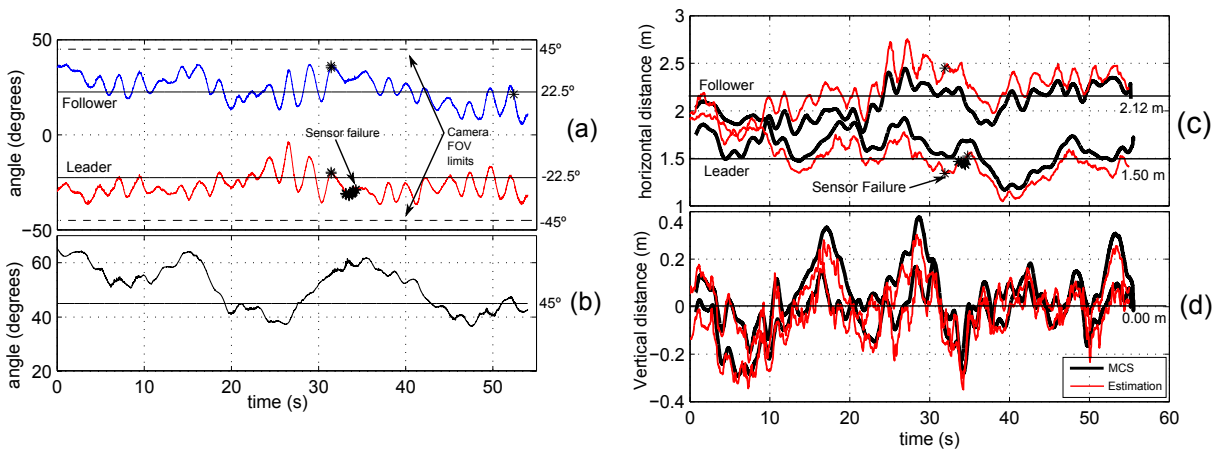 50
45º
Follower
22.5º
0
angle (degrees)
(a)
Sensor failure
Camera
FOV
limits
Leader
-22.5º
-45º
−50
60
45º
40
20
angle (degrees)
(b)
0
10
20
30
40
50
time (s)
3
2.5
Follower
2
2.12 m
horizontal distance (m)
(c)
1.5
Leader
1.50 m
Sensor Failure
1
0.2
0
0.00 m
Vertical distance (m)
(d)
−0.2
MCS
Estimation
−0.4
0
10
20
30
40
50
60
time (s)